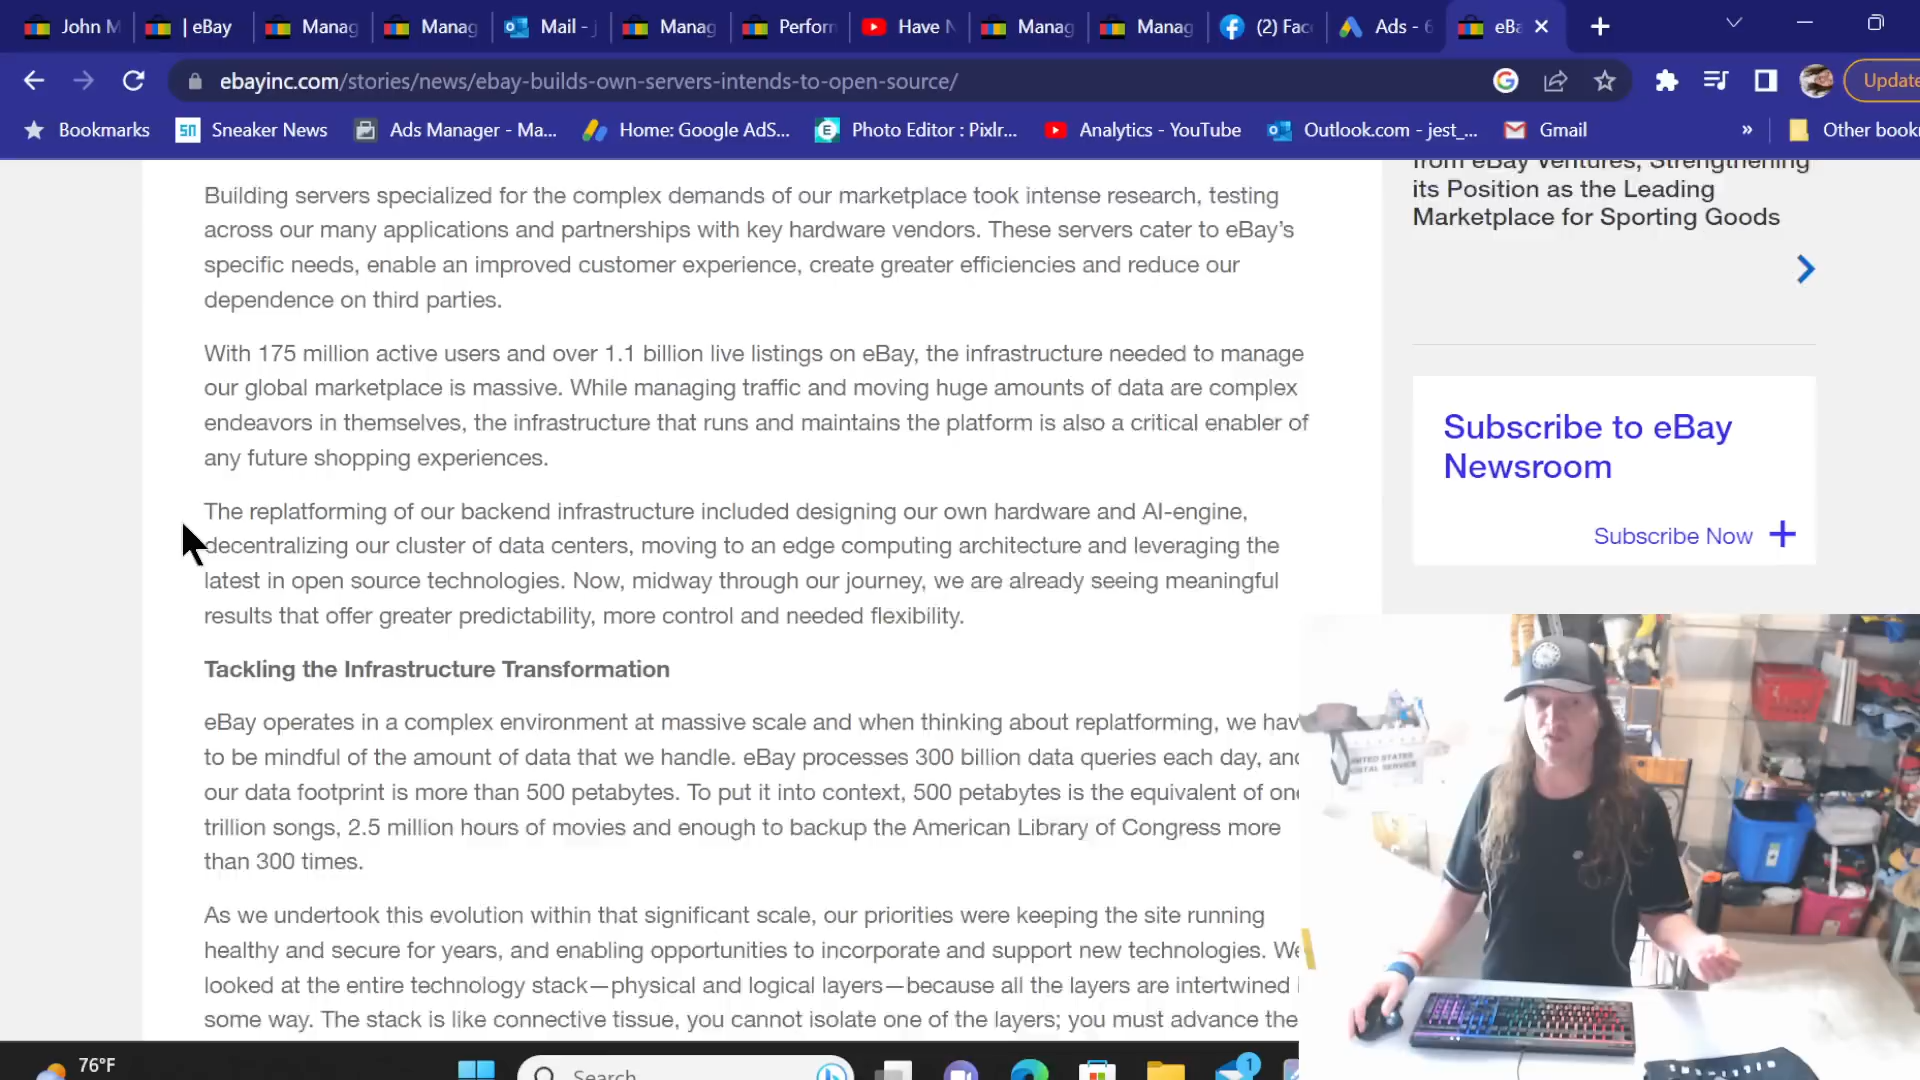 John M
| eBay
Manag
Manag
Mail - j
Manag
Perforn
Have N
Manag
Manag
(2) Fac
Ads - 6
eBa
ebayinc.com/stories/news/ebay-builds-own-servers-intends-to-open-source/
Update
Bookmarks
Sneaker News
Ads Manager - Ma...
Home: Google AdS...
Photo Editor : Pixlr...
Analytics - YouTube
Outlook.com - jest_...
Gmail
»
Other book
Building servers specialized for the complex demands of our marketplace took intense research, testing
across our many applications and partnerships with key hardware vendors. These servers cater to eBay’s
specific needs, enable an improved customer experience, create greater efficiencies and reduce our
dependence on third parties.
With 175 million active users and over 1.1 billion live listings on eBay, the infrastructure needed to manage
our global marketplace is massive. While managing traffic and moving huge amounts of data are complex
endeavors in themselves, the infrastructure that runs and maintains the platform is also a critical enabler of
any future shopping experiences.
The replatforming of our backend infrastructure included designing our own hardware and AI-engine,
decentralizing our cluster of data centers, moving to an edge computing architecture and leveraging the
latest in open source technologies. Now, midway through our journey, we are already seeing meaningful
results that offer greater predictability, more control and needed flexibility.
Tackling the Infrastructure Transformation
eBay operates in a complex environment at massive scale and when thinking about replatforming, we hav
to be mindful of the amount of data that we handle. eBay processes 300 billion data queries each day, and
our data footprint is more than 500 petabytes. To put it into context, 500 petabytes is the equivalent of one
trillion songs, 2.5 million hours of movies and enough to backup the American Library of Congress more
than 300 times.
As we undertook this evolution within that significant scale, our priorities were keeping the site running
healthy and secure for years, and enabling opportunities to incorporate and support new technologies. We
looked at the entire technology stack—physical and logical layers—because all the layers are intertwined i
some way. The stack is like connective tissue, you cannot isolate one of the layers; you must advance the
from eBay Ventures, Strengthening
its Position as the Leading
Marketplace for Sporting Goods
Subscribe to eBay
Newsroom
Subscribe Now
UNITED STATES
POSTAL SERVICE
76°F
Search
1